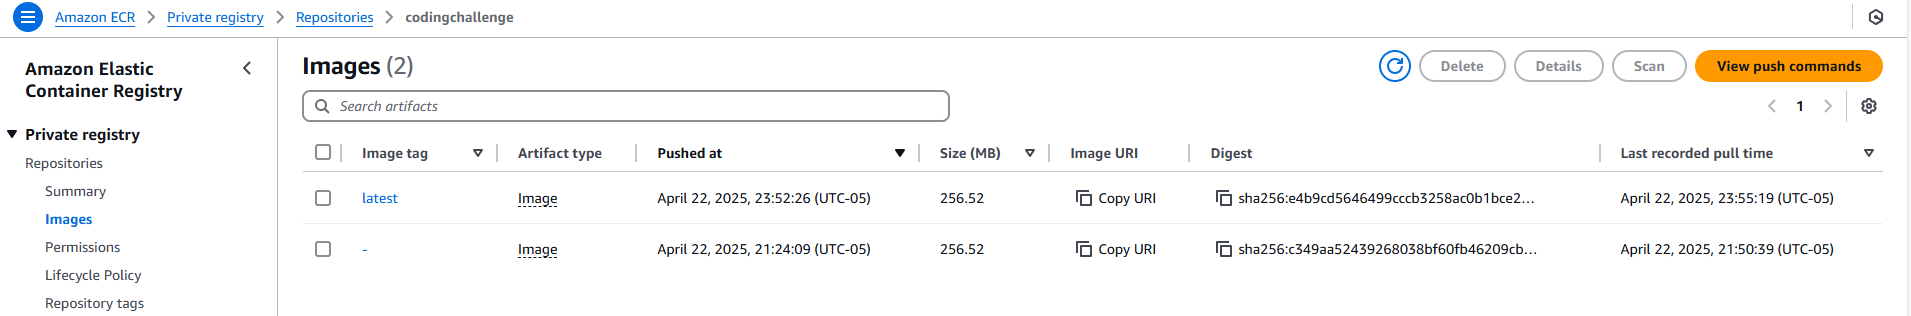 Amazon ECR > Private registry > Repositories > codingchallenge
Amazon Elastic
Container Registry
Private registry
Repositories
Summary
Images
Permissions
Lifecycle Policy
Repository tags
Images (2)
Delete
Details
Scan
View push commands
Search artifacts
1
Image tag Artifact type Pushed at Size (MB) Image URI Digest Last recorded pull time
latest Image April 22, 2025, 23:52:26 (UTC-05) 256.52 Copy URI sha256:e4b9cd5646499cccb3258ac0b1bce2... April 22, 2025, 23:55:19 (UTC-05)
- Image April 22, 2025, 21:24:09 (UTC-05) 256.52 Copy URI sha256:c349aa52439268038bf60fb46209cb... April 22, 2025, 21:50:39 (UTC-05)